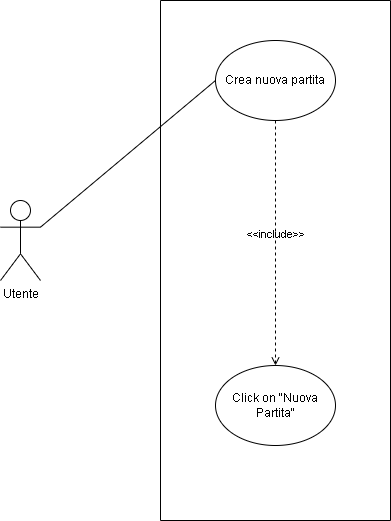 Crea nuova partita
<<include>>
Utente
Click on "Nuova
Partita"